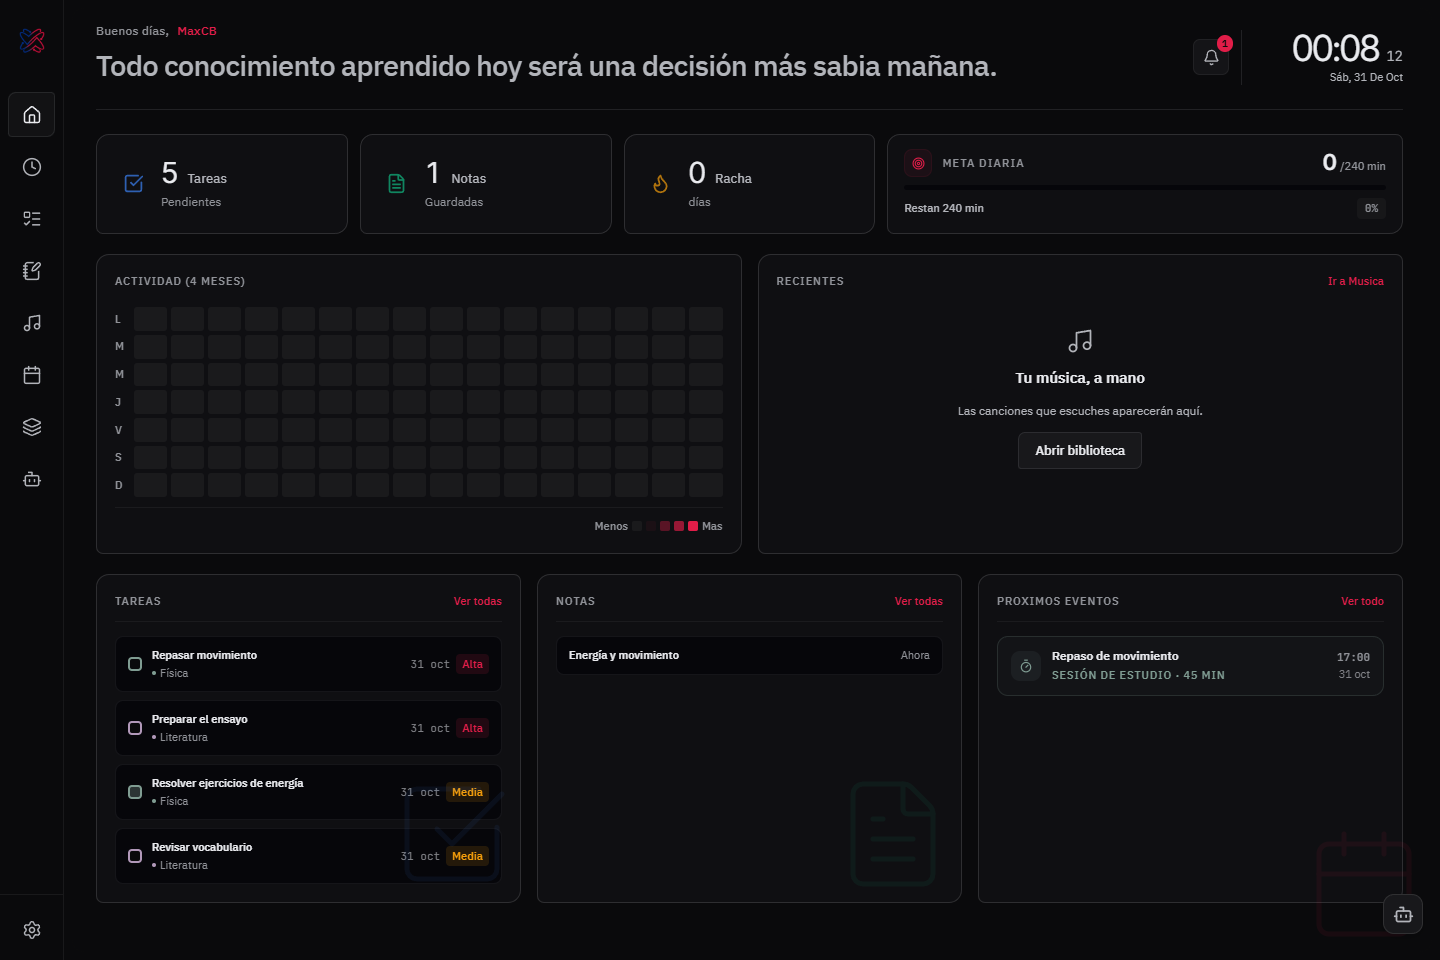 Buenos días, MaxCB
Todo conocimiento aprendido hoy será una decisión más sabia mañana.
1
00:08 12
Sáb, 31 De Oct
5 Tareas
Pendientes
1 Notas
Guardadas
0 Racha
días
META DIARIA
0 /240 min
Restan 240 min
0%
ACTIVIDAD (4 MESES)
L
M
M
J
V
S
D
Menos
Mas
RECIENTES
Ir a Musica
Tu música, a mano
Las canciones que escuches aparecerán aquí.
Abrir biblioteca
TAREAS
Ver todas
Repasar movimiento
• Física
31 oct Alta
Preparar el ensayo
• Literatura
31 oct Alta
Resolver ejercicios de energía
• Física
31 oct Media
Revisar vocabulario
• Literatura
31 oct Media
NOTAS
Ver todas
Energía y movimiento
Ahora
PROXIMOS EVENTOS
Ver todo
Repaso de movimiento
17:00
SESIÓN DE ESTUDIO · 45 MIN
31 oct